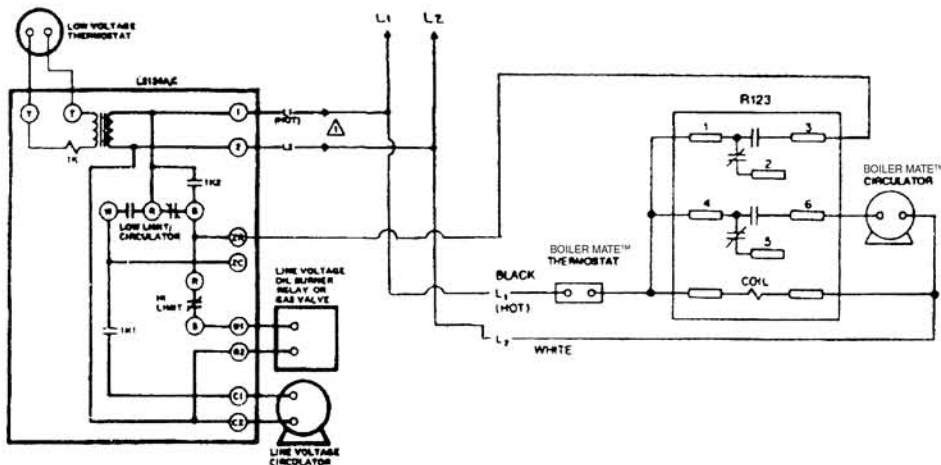 LOW VOLTAGE
THERMOSTAT
L1
L2
T
T
1
L1
(HOT)
1
2
L2
1K
1K2
W
R
B
LOW LIMIT/
CIRCULATOR
ZR
ZC
R
HI
LIMIT
B
B1
B2
1K1
C1
C2
LINE VOLTAGE
OIL BURNER
RELAY OR
GAS VALVE
LINE VOLTAGE
CIRCULATOR
R123
1
3
2
4
6
5
COIL
BOILER MATE™
CIRCULATOR
BOILER MATE™
THERMOSTAT
BLACK
L1
(HOT)
L2
WHITE